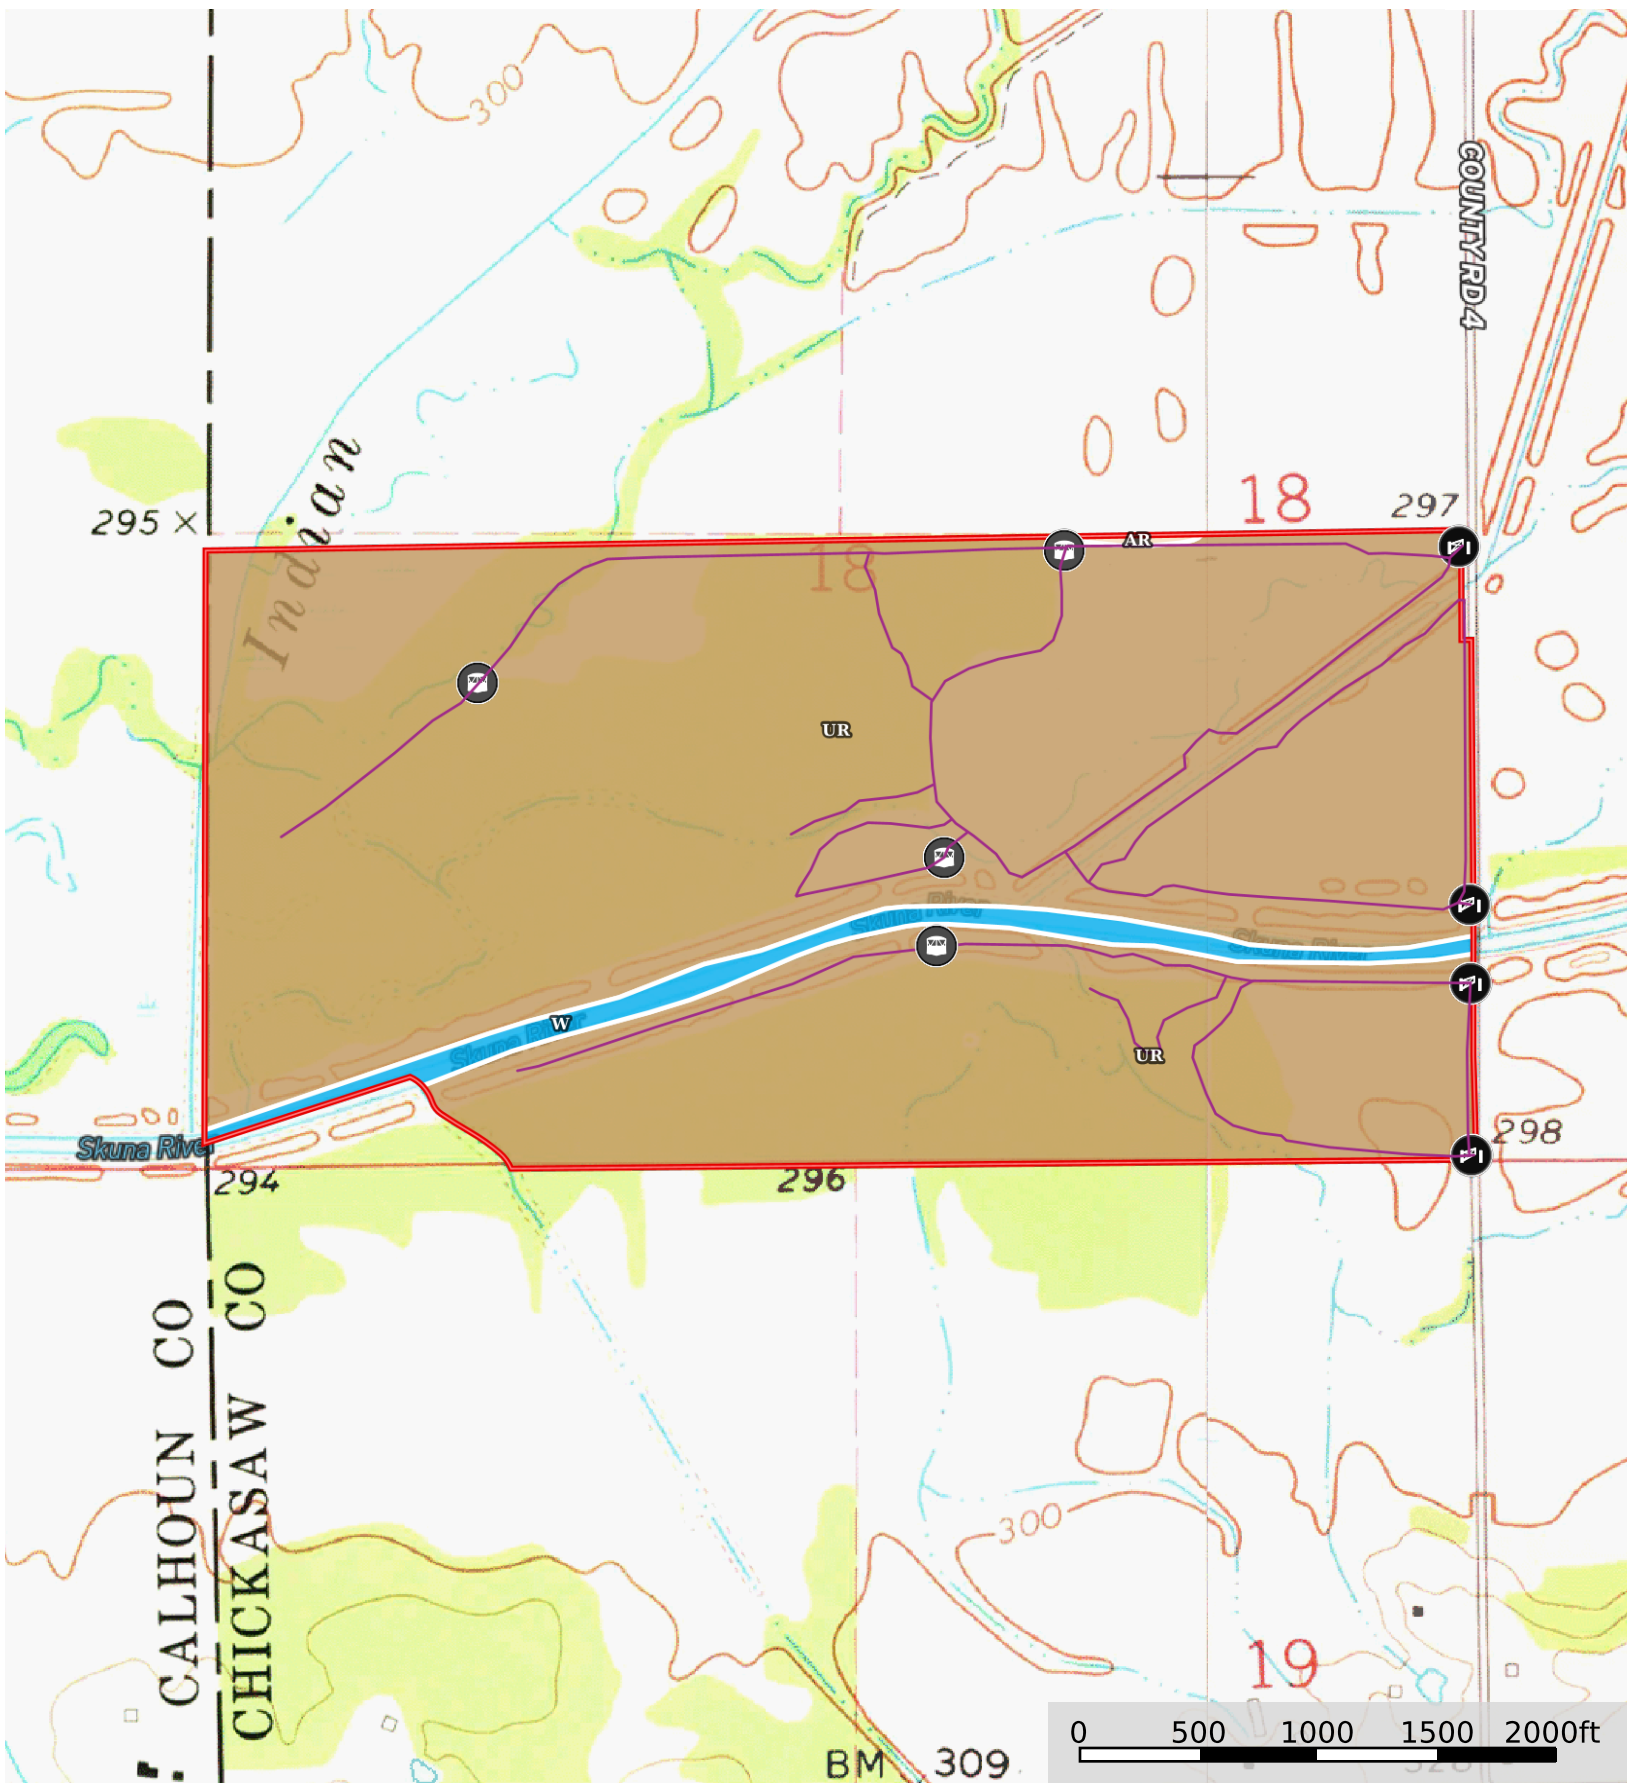 300
COUNTY RD 4
Indian
18
297
295
AR
18
UR
Skuna River
Skuna River
W
Skuna River
UR
Skuna River
298
294
296
CALHOUN CO
CHICKASAW CO
300
19
0 500 1000 1500 2000ft
BM 309
328